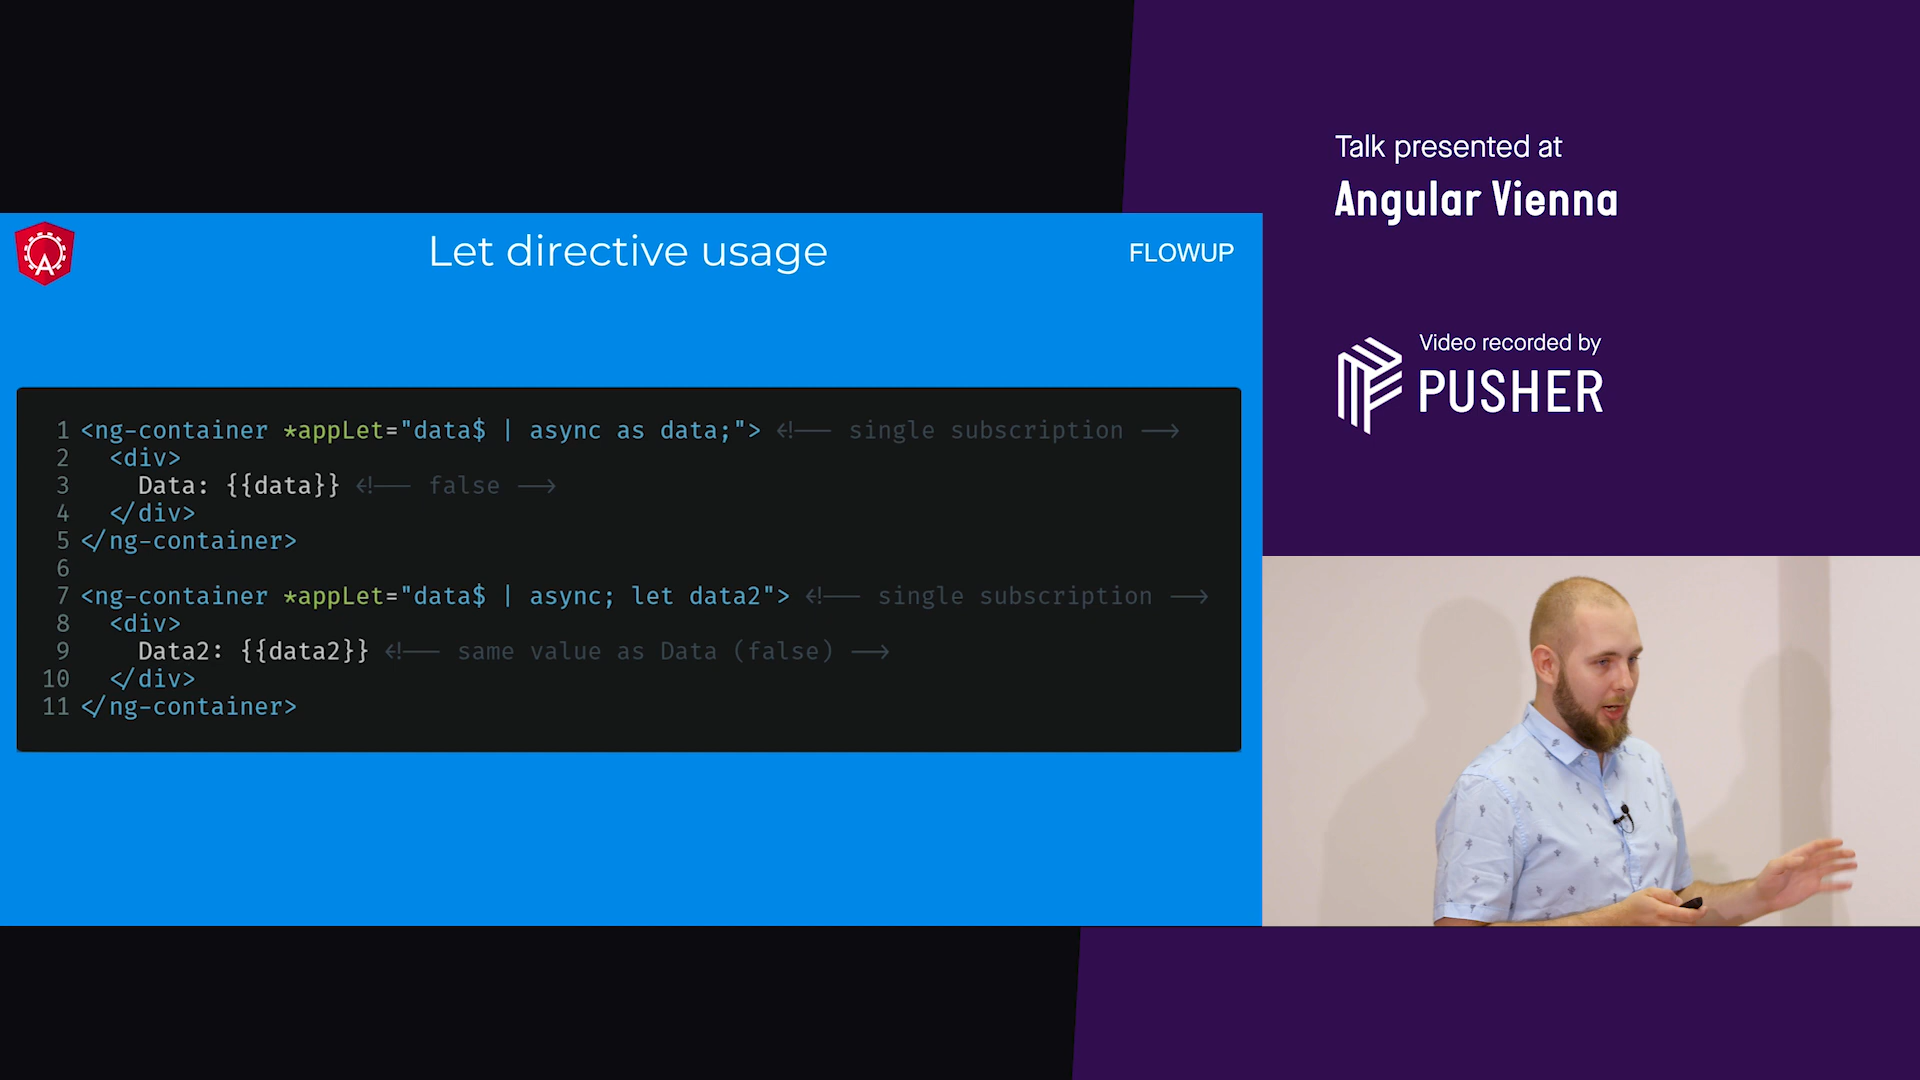 Talk presented at
Angular Vienna
Video recorded by
PUSHER
Let directive usage
FLOWUP
1 <ng-container *appLet="data$ | async as data;"> <!-- single subscription -->
2 <div>
3 Data: {{data}} <!-- false -->
4 </div>
5 </ng-container>
6
7 <ng-container *appLet="data$ | async; let data2"> <!-- single subscription -->
8 <div>
9 Data2: {{data2}} <!-- same value as Data (false) -->
10 </div>
11 </ng-container>